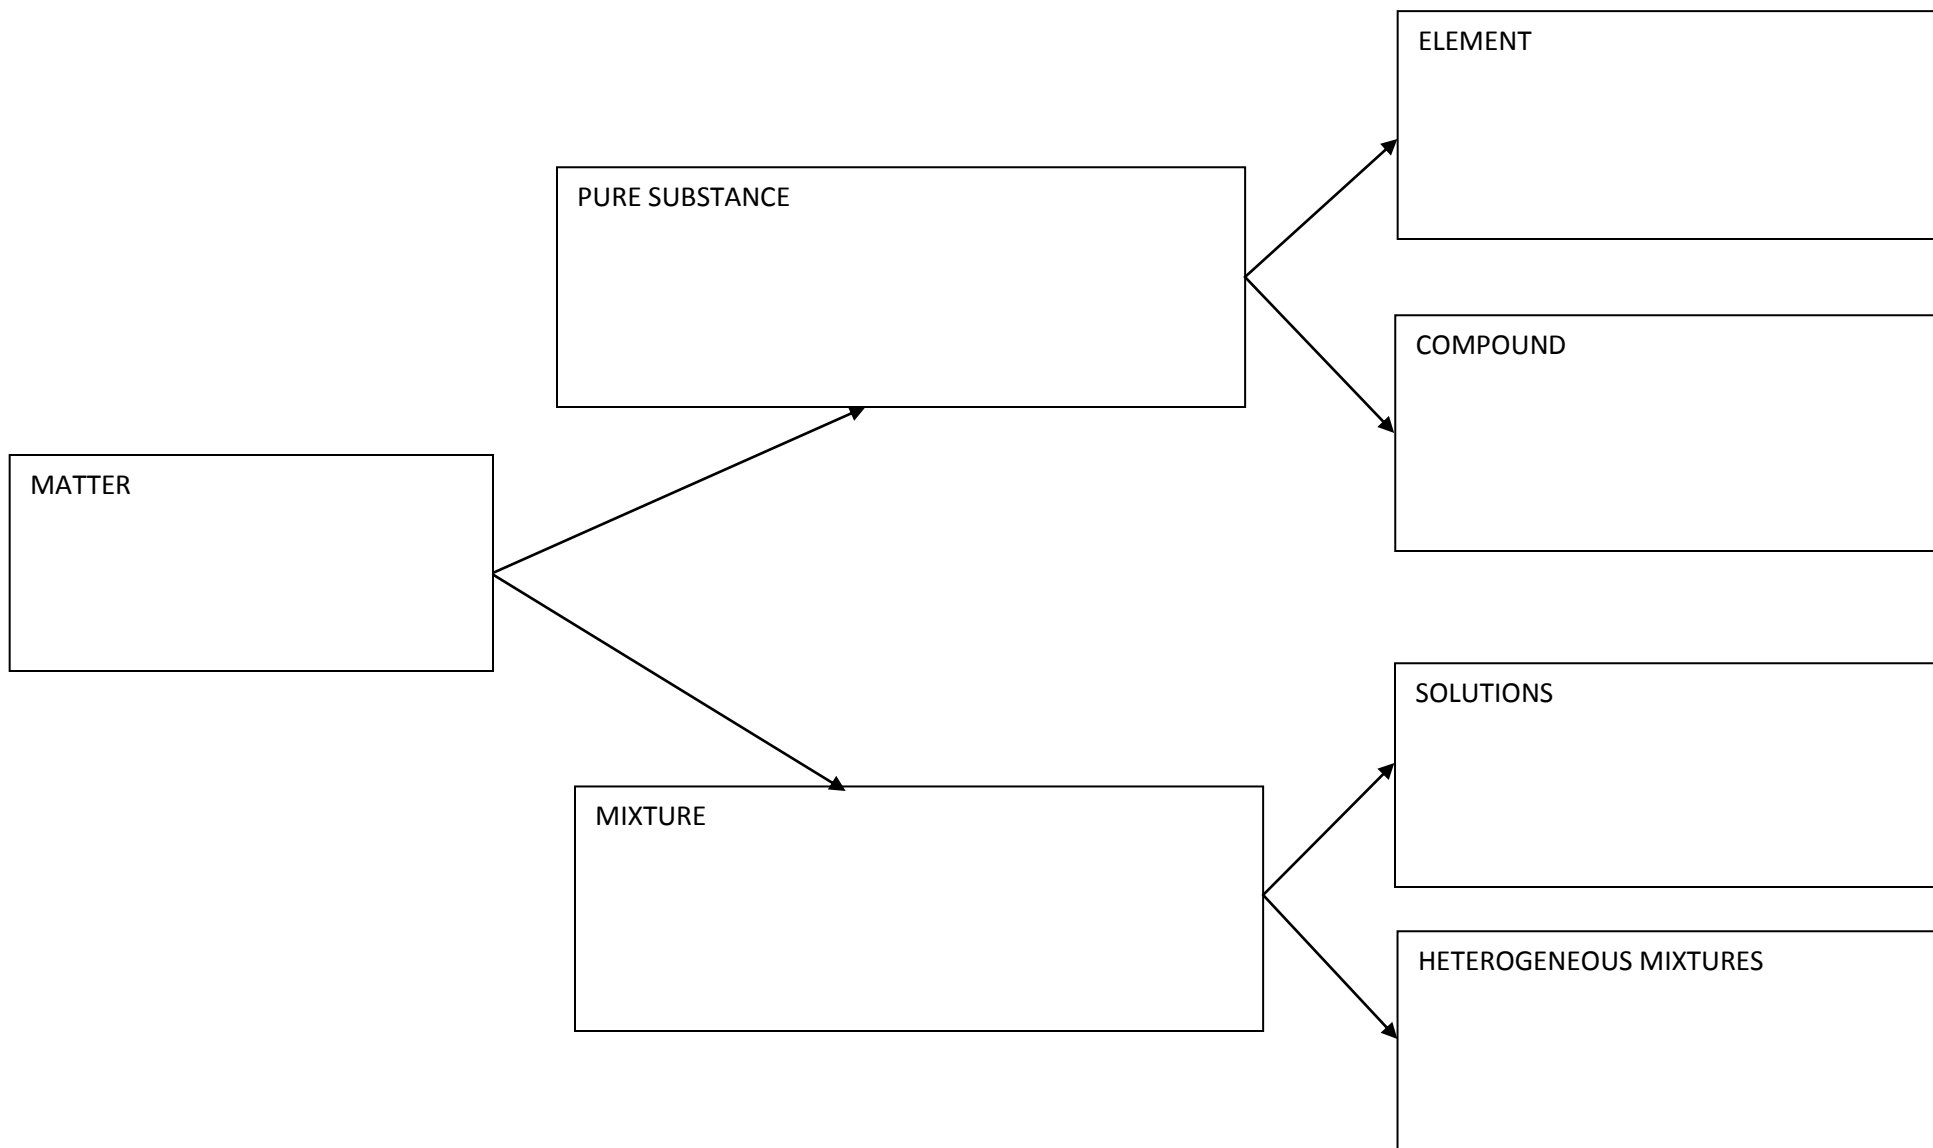 ELEMENT
PURE SUBSTANCE
COMPOUND
MATTER
SOLUTIONS
MIXTURE
HETEROGENEOUS MIXTURES